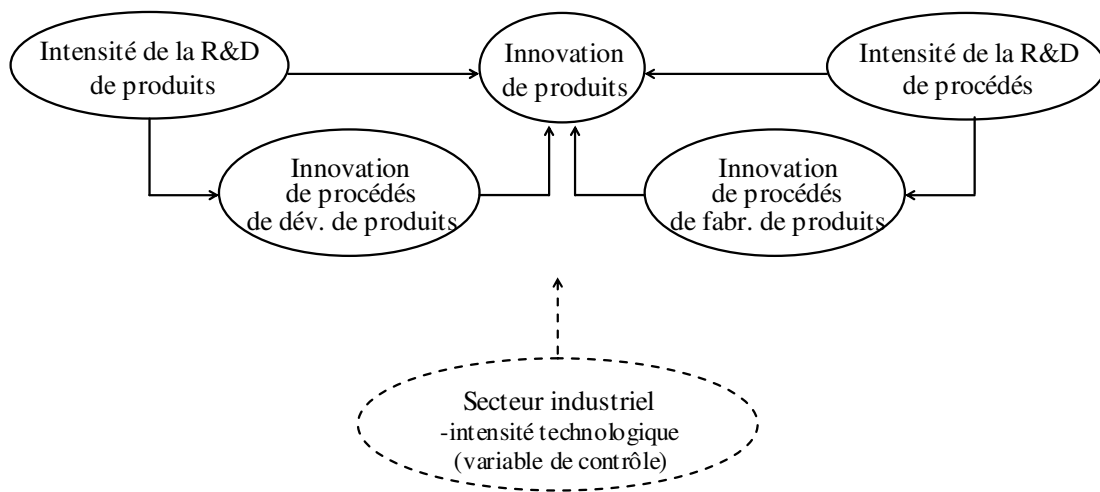 Intensité de la R&D
de produits
Innovation
de produits
Intensité de la R&D
de procédés
Innovation
de procédés
de dév. de produits
Innovation
de procédés
de fabr. de produits
Secteur industriel
-intensité technologique
(variable de contrôle)